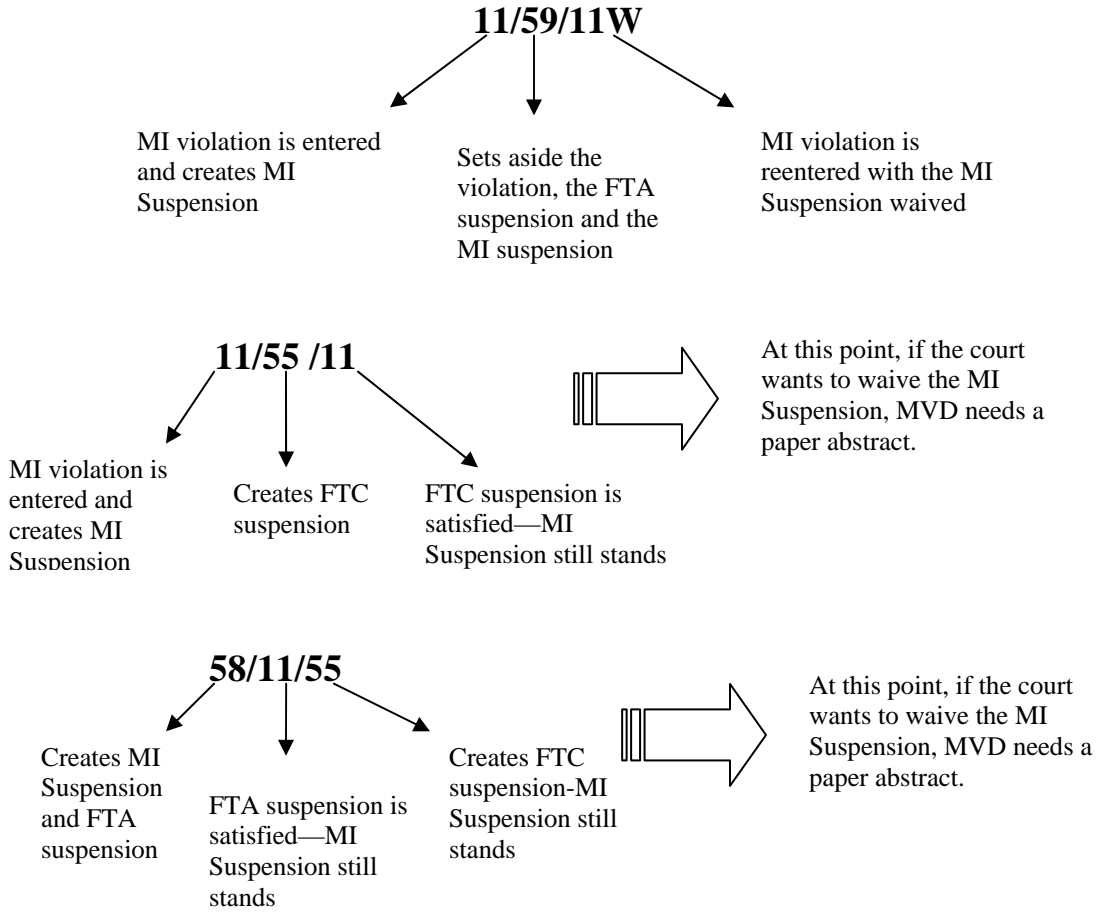 11/59/11W
MI violation is entered
and creates MI
Suspension
Sets aside the
violation, the FTA
suspension and the
MI suspension
MI violation is
reentered with the MI
Suspension waived
11/55 /11
At this point, if the court
wants to waive the MI
Suspension, MVD needs a
paper abstract.
MI violation is
entered and
creates MI
Suspension
Creates FTC
suspension
FTC suspension is
satisfied—MI
Suspension still stands
58/11/55
At this point, if the court
wants to waive the MI
Suspension, MVD needs a
paper abstract.
Creates MI
Suspension
and FTA
suspension
FTA suspension is
satisfied—MI
Suspension still
stands
Creates FTC
suspension-MI
Suspension still
stands